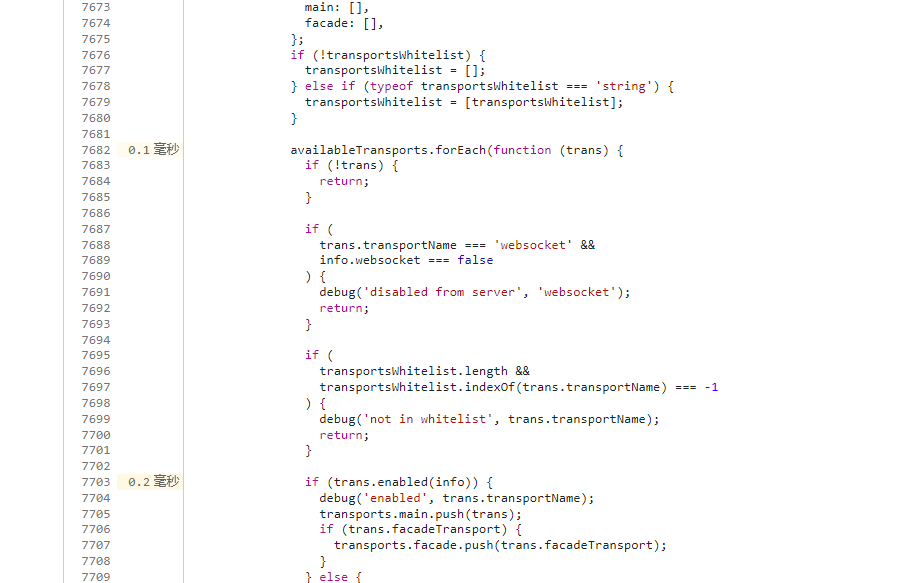 7673 main: [],
7674 facade: [],
7675 };
7676 if (!transportsWhitelist) {
7677 transportsWhitelist = [];
7678 } else if (typeof transportsWhitelist === 'string') {
7679 transportsWhitelist = [transportsWhitelist];
7680 }
7681
7682 0.1 毫秒 availableTransports.forEach(function (trans) {
7683 if (!trans) {
7684 return;
7685 }
7686
7687 if (
7688 trans.transportName === 'websocket' &&
7689 info.websocket === false
7690 ) {
7691 debug('disabled from server', 'websocket');
7692 return;
7693 }
7694
7695 if (
7696 transportsWhitelist.length &&
7697 transportsWhitelist.indexOf(trans.transportName) === -1
7698 ) {
7699 debug('not in whitelist', trans.transportName);
7700 return;
7701 }
7702
7703 0.2 毫秒 if (trans.enabled(info)) {
7704 debug('enabled', trans.transportName);
7705 transports.main.push(trans);
7706 if (trans.facadeTransport) {
7707 transports.facade.push(trans.facadeTransport);
7708 }
7709 } else {